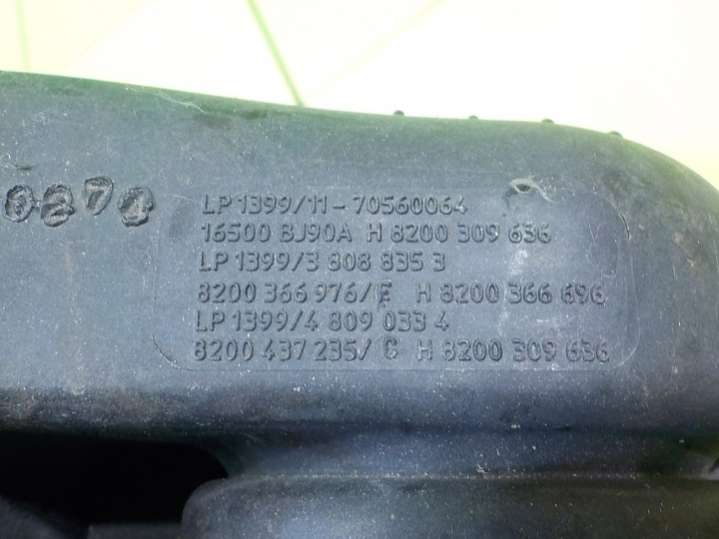 LP 1399/11-70560064
16500 BJ90A H 8200 309 636
LP 1399/3 808 835 3
8200 366 976/E H 8200 366 696
LP 1399/4 809 033 4
8200 437 235/ C H 8200 309 636